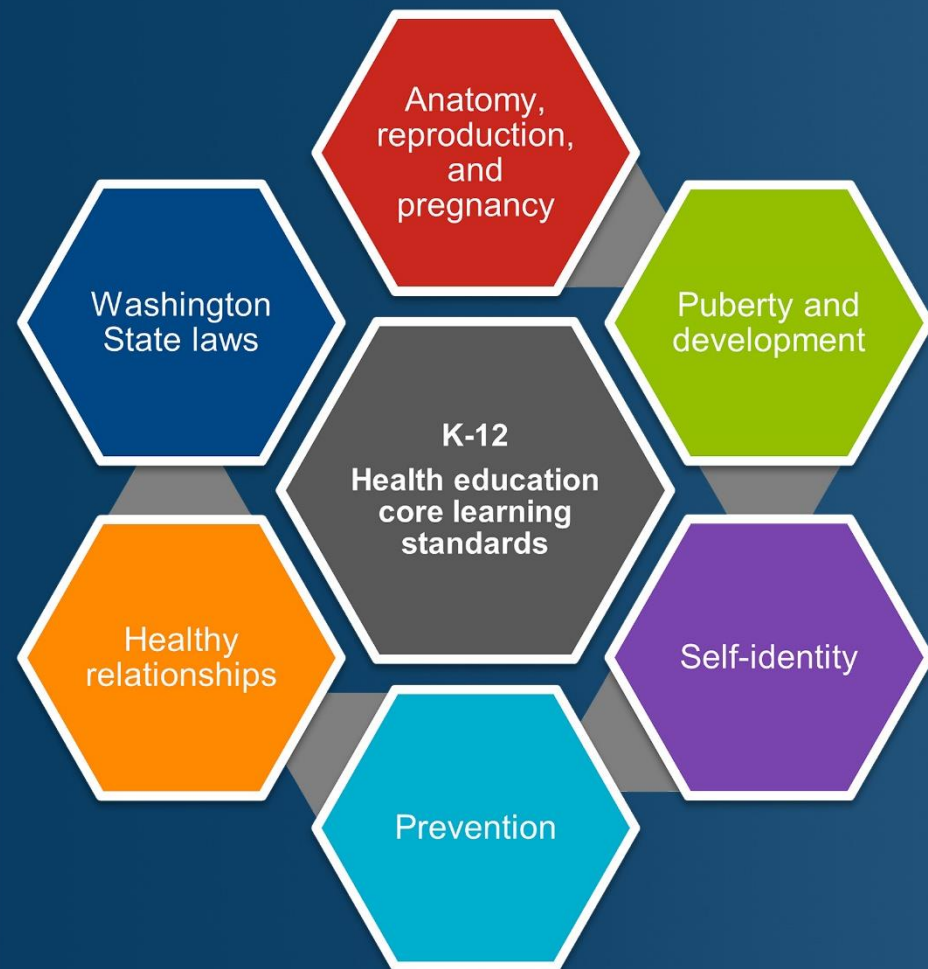 Anatomy,
reproduction,
and
pregnancy
Puberty and
development
Self-identity
Prevention
Healthy
relationships
Washington
State laws
K-12
Health education
core learning
standards